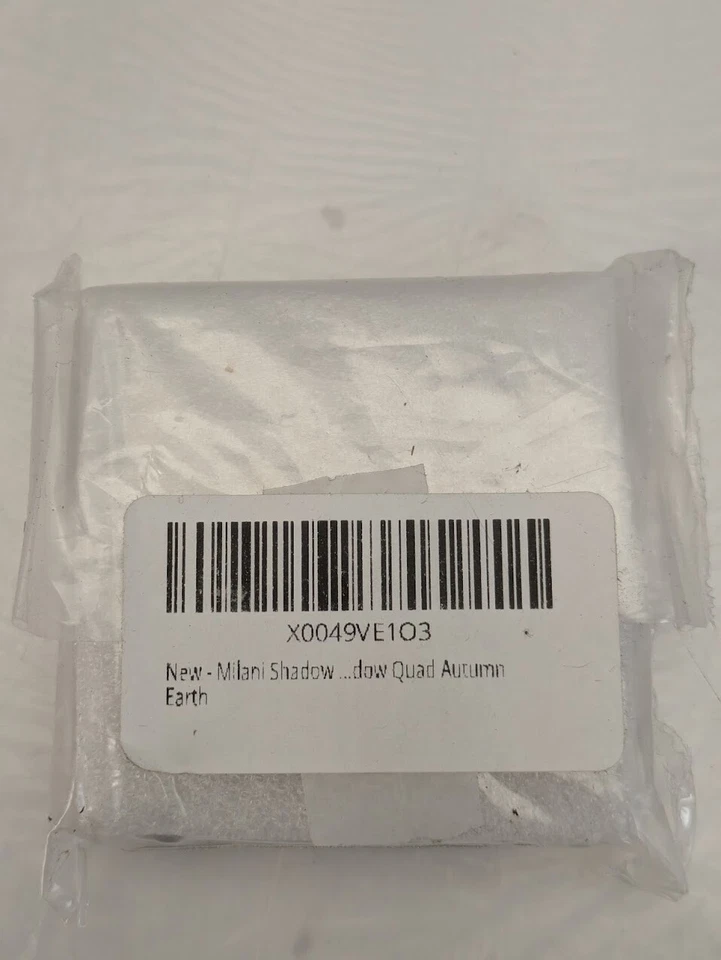 X0049VE1O3
New - Milani Shadow ...dow Quad Autumn
Earth